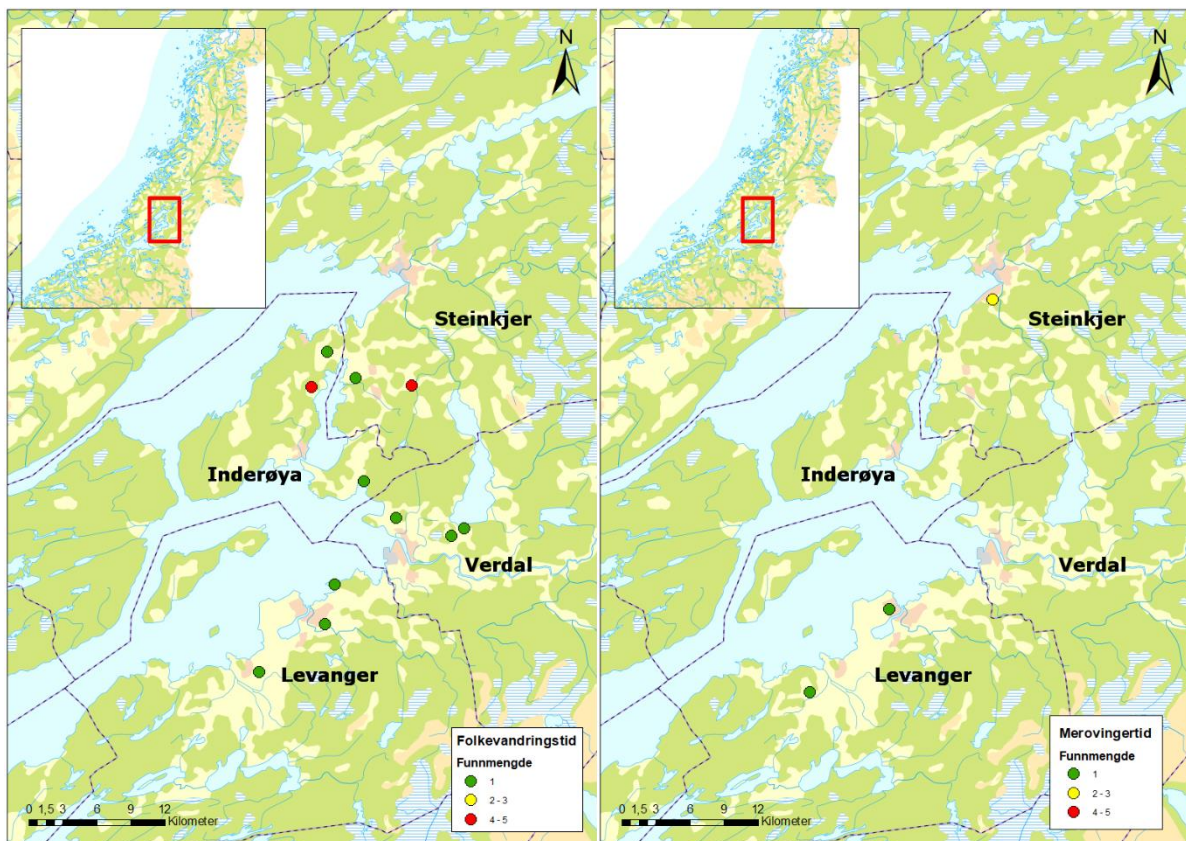 N
Steinkjer
Inderøya
Verdal
Levanger
Folkevandringstid
Funnmengde
1
2 - 3
4 - 5
0 1,5 3 6 9 12
Kilometer
N
Steinkjer
Inderøya
Verdal
Levanger
Merovingertid
Funnmengde
1
2 - 3
4 - 5
0 1,5 3 6 9 12
Kilometer